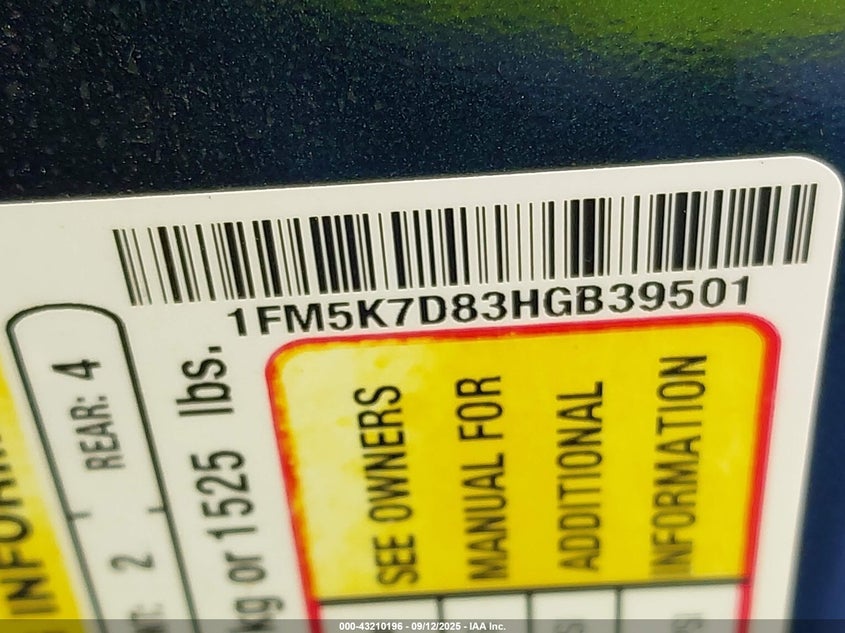 1FM5K7D83HGB39501
REAR: 4
2
kg or 1525 lbs.
SEE OWNERS
MANUAL FOR
ADDITIONAL
INFORMATION
000-43210196 - 09/12/2025 - IAA Inc.